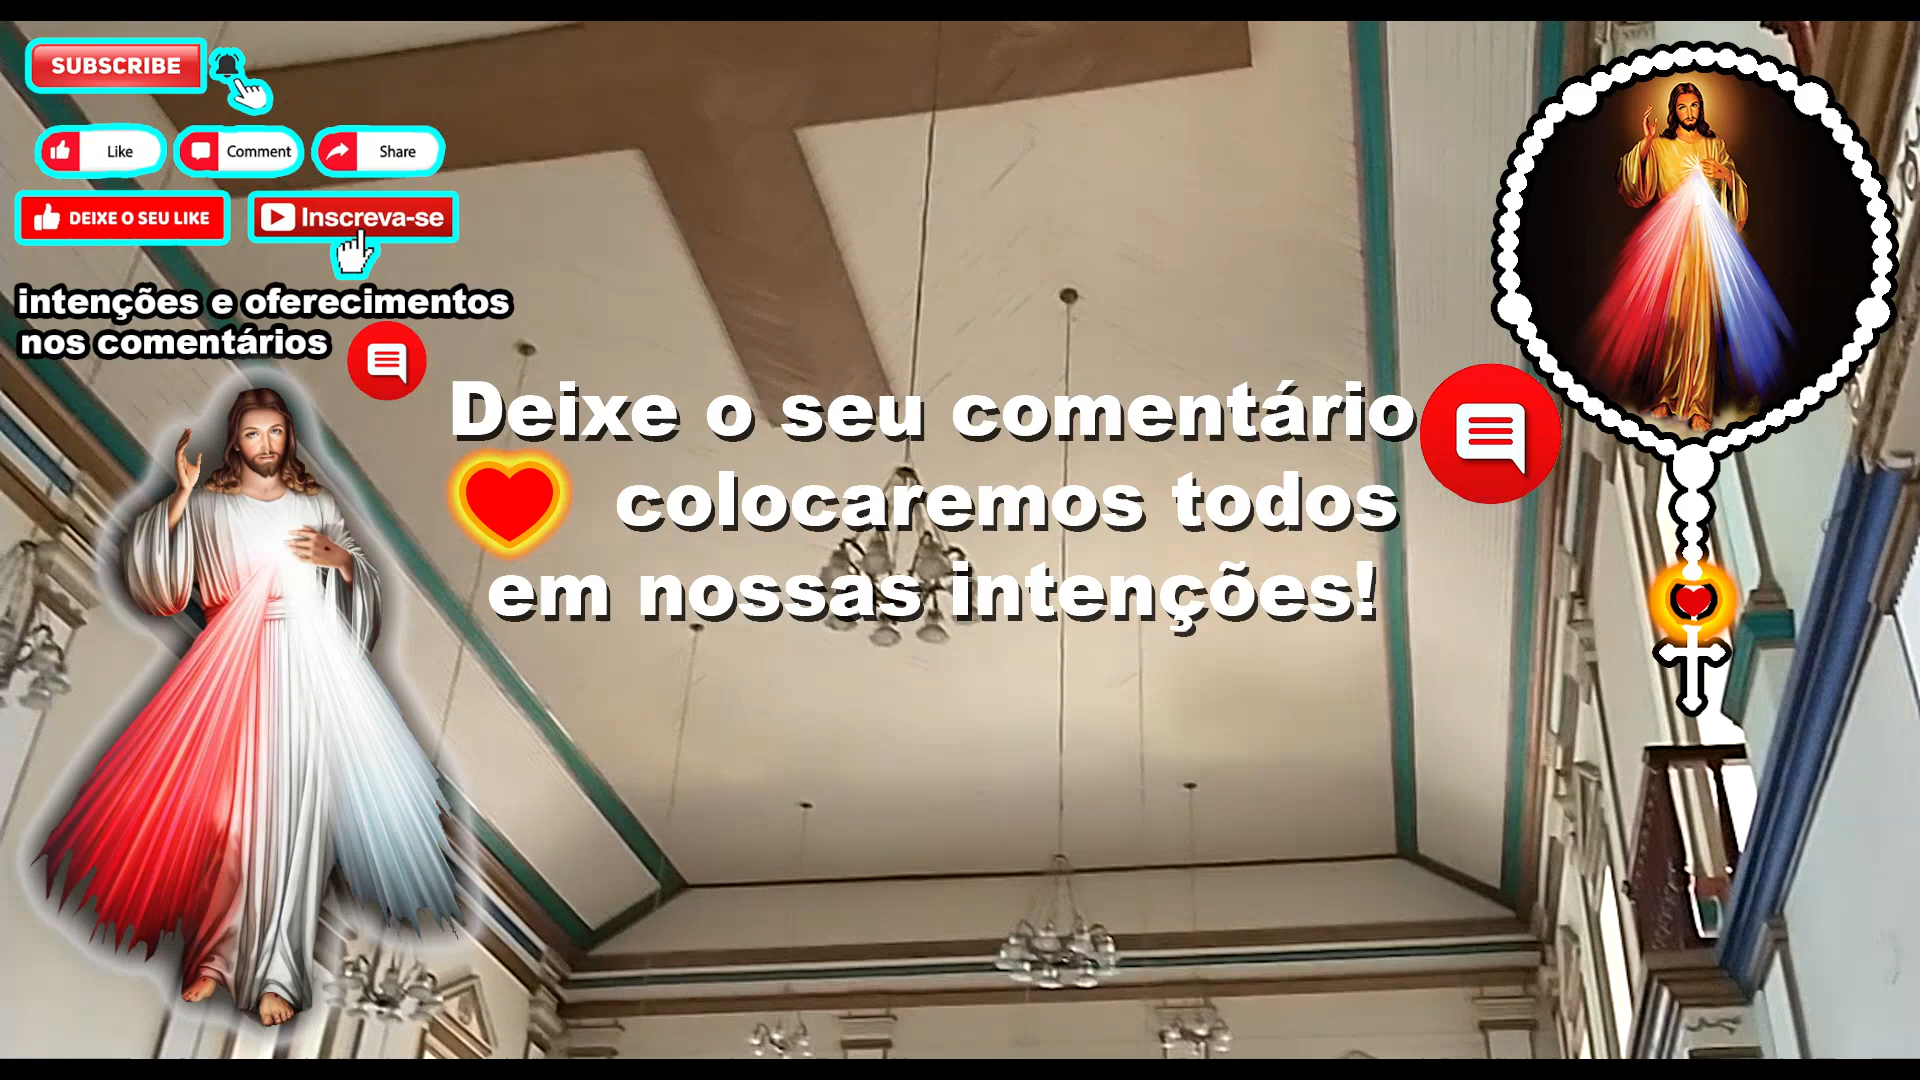 SUBSCRIBE
Like
Comment
Share
DEIXE O SEU LIKE
Inscreva-se
intenções e oferecimentos
nos comentários
Deixe o seu comentário
colocaremos todos
em nossas intenções!